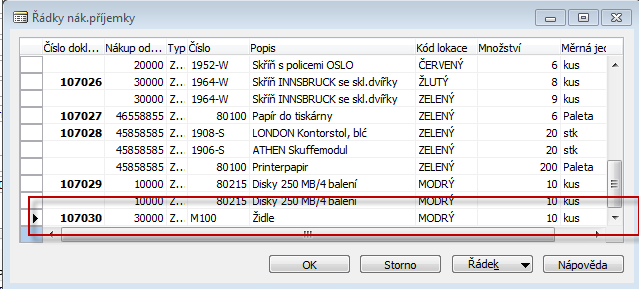 Řádky nák.příjemky
Číslo dokl... Nákup od... Typ Číslo Popis Kód lokace Množství Měrná jed
20000 Z... 1952-W Skříň s policemi OSLO ČERVENÝ 6 kus
107026 30000 Z... 1964-W Skříň INNSBRUCK se skl.dvířky ŽLUTÝ 8 kus
30000 Z... 1964-W Skříň INNSBRUCK se skl.dvířky ZELENÝ 9 kus
107027 46558855 Z... 80100 Papír do tiskárny ZELENÝ 6 Paleta
107028 45858585 Z... 1908-S LONDON Kontorstol, blć ZELENÝ 20 stk
45858585 Z... 1906-S ATHEN Skuffemodul ZELENÝ 20 stk
45858585 Z... 80100 Printerpapir ZELENÝ 200 Paleta
107029 10000 Z... 80215 Disky 250 MB/4 balení MODRÝ 10 kus
10000 Z... 80215 Disky 250 MB/4 balení MODRÝ 10 kus
107030 30000 Z... M100 Židle MODRÝ 10 kus
OK Storno Řádek Nápověda